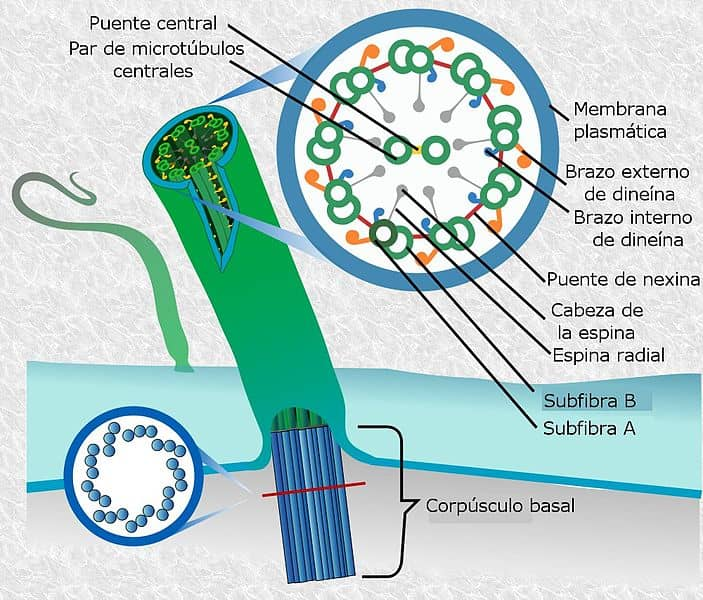 Puente central
Par de microtúbulos
centrales
Membrana
plasmática
Brazo externo
de dineína
Brazo interno
de dineína
Puente de nexina
Cabeza de
la espina
Espina radial
Subfibra B
Subfibra A
Corpúsculo basal